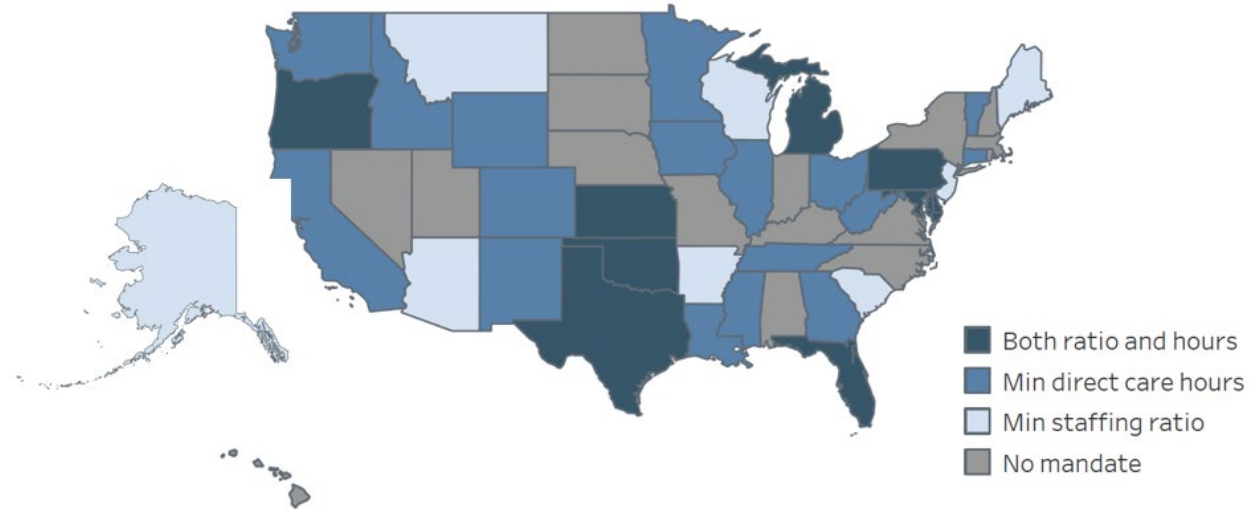 Both ratio and hours
Min direct care hours
Min staffing ratio
No mandate